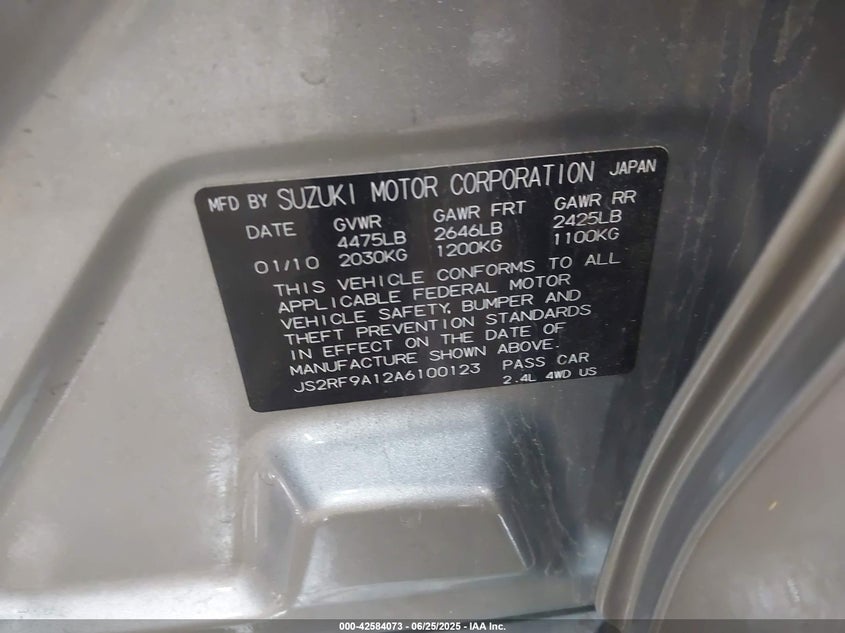 MFD BY SUZUKI MOTOR CORPORATION JAPAN
DATE GVWR GAWR FRT GAWR RR
4475LB 2646LB 2425LB
01/10 2030KG 1200KG 1100KG
THIS VEHICLE CONFORMS TO ALL
APPLICABLE FEDERAL MOTOR
VEHICLE SAFETY, BUMPER AND
THEFT PREVENTION STANDARDS
IN EFFECT ON THE DATE OF
MANUFACTURE SHOWN ABOVE.
JS2RF9A12A6100123 PASS CAR
2.4L 4WD US
000-42584073 - 06/25/2025 - IAA Inc.